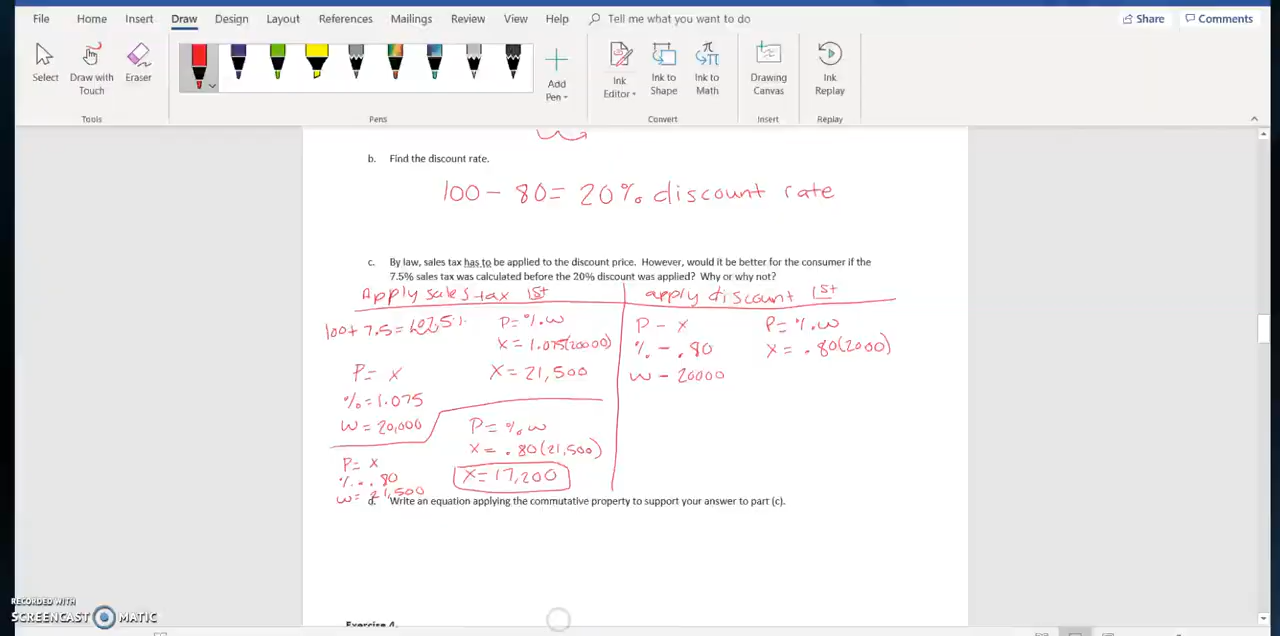 File Home Insert Draw Design Layout References Mailings Review View Help Tell me what you want to do Share Comments
Select Draw with Touch Eraser
Add Pen
Ink Editor Ink to Shape Ink to Math Drawing Canvas Ink Replay
Tools Pens Convert Insert Replay
b. Find the discount rate.
100 - 80 = 20% discount rate
c. By law, sales tax has to be applied to the discount price. However, would it be better for the consumer if the
7.5% sales tax was calculated before the 20% discount was applied? Why or why not?
Apply sales tax 1st
100 + 7.5 = 107.5%
P = X
% = 1.075
W = 20,000
P = %.W
X = 1.075(20000)
X = 21,500
P = X
% - .80
W = 21,500
P = %.W
X = .80(21,500)
X = 17,200
apply discount 1st
P - X
% - .80
W - 20000
P = %.W
X = .80(2000)
d. Write an equation applying the commutative property to support your answer to part (c).
Exercise 4
RECORDED WITH
SCREENCAST MATIC